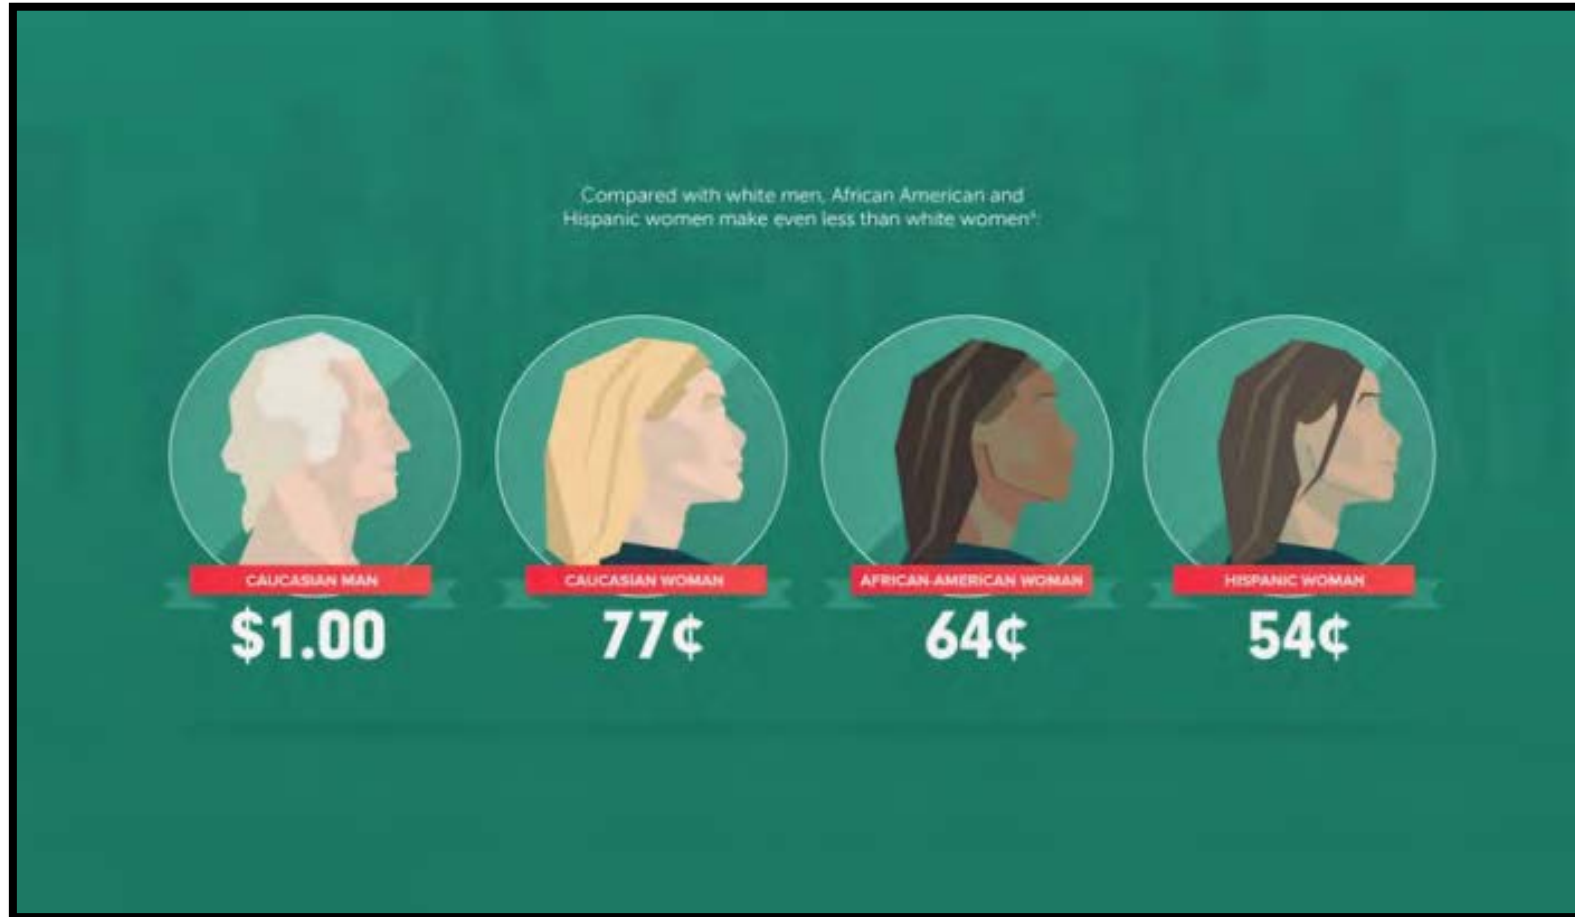 Compared with white men, African American and
Hispanic women make even less than white women⁴:
CAUCASIAN MAN
$1.00
CAUCASIAN WOMAN
77¢
AFRICAN-AMERICAN WOMAN
64¢
HISPANIC WOMAN
54¢